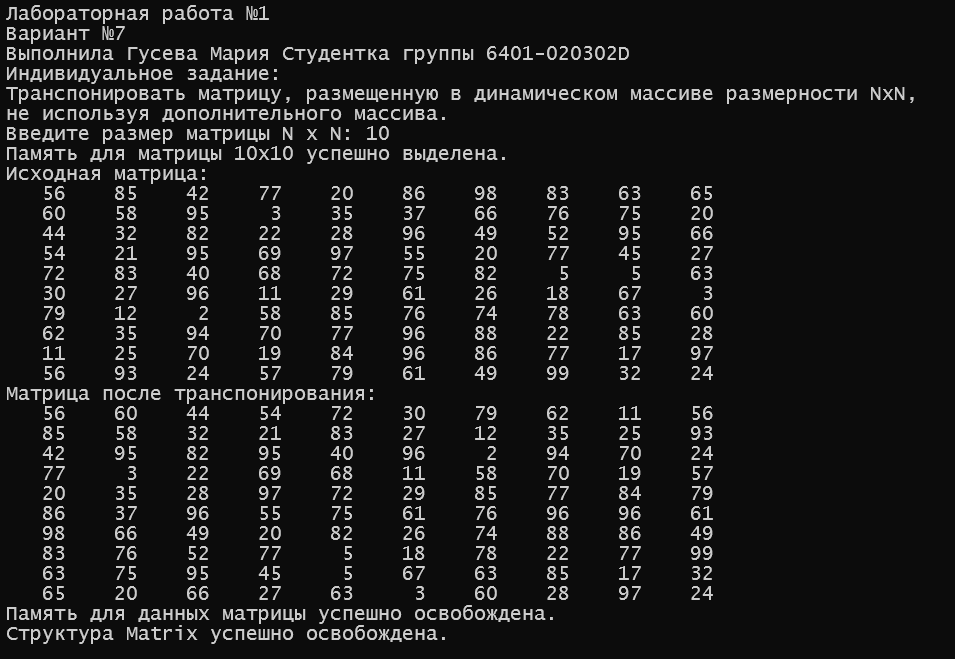 Лабораторная работа №1
Вариант №7
Выполнила Гусева Мария Студентка группы 6401-020302D
Индивидуальное задание:
Транспонировать матрицу, размещенную в динамическом массиве размерности NxN,
не используя дополнительного массива.
Введите размер матрицы N x N: 10
Память для матрицы 10x10 успешно выделена.
Исходная матрица:
56 85 42 77 20 86 98 83 63 65
60 58 95 3 35 37 66 76 75 20
44 32 82 22 28 96 49 52 95 66
54 21 95 69 97 55 20 77 45 27
72 83 40 68 72 75 82 5 5 63
30 27 96 11 29 61 26 18 67 3
79 12 2 58 85 76 74 78 63 60
62 35 94 70 77 96 88 22 85 28
11 25 70 19 84 96 86 77 17 97
56 93 24 57 79 61 49 99 32 24
Матрица после транспонирования:
56 60 44 54 72 30 79 62 11 56
85 58 32 21 83 27 12 35 25 93
42 95 82 95 40 96 2 94 70 24
77 3 22 69 68 11 58 70 19 57
20 35 28 97 72 29 85 77 84 79
86 37 96 55 75 61 76 96 96 61
98 66 49 20 82 26 74 88 86 49
83 76 52 77 5 18 78 22 77 99
63 75 95 45 5 67 63 85 17 32
65 20 66 27 63 3 60 28 97 24
Память для данных матрицы успешно освобождена.
Структура Matrix успешно освобождена.